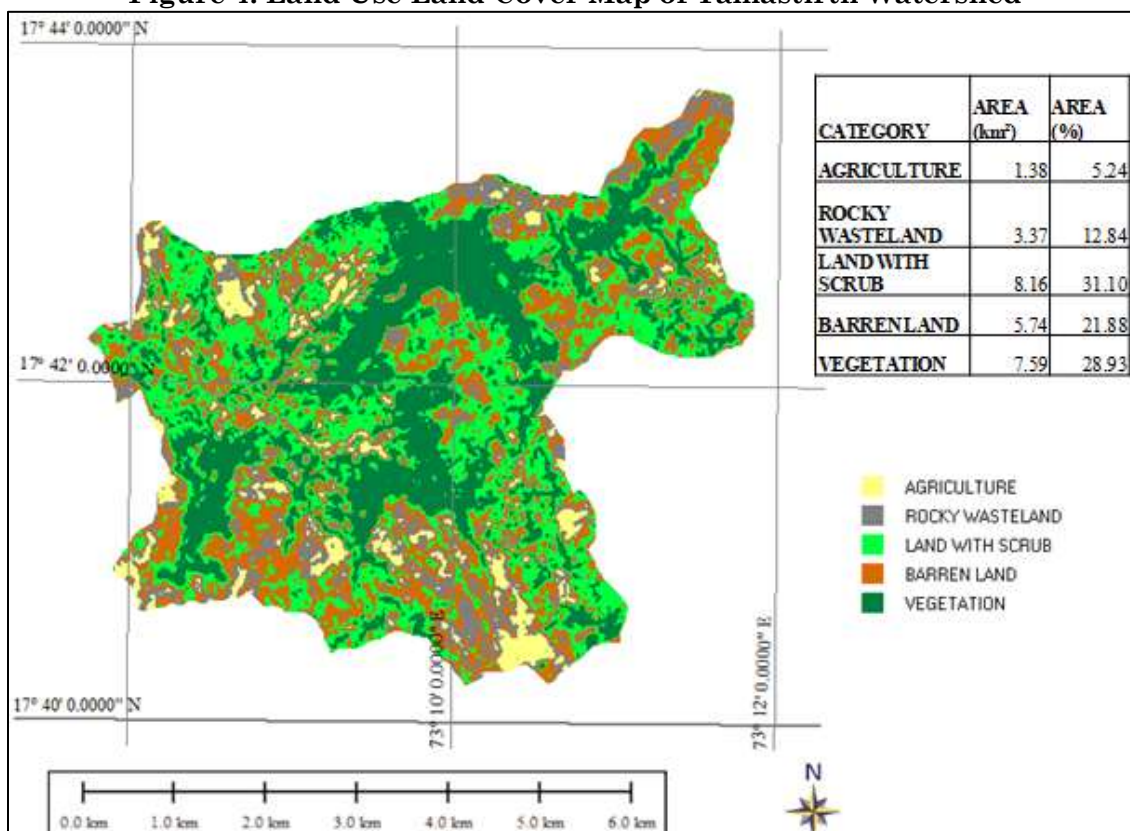 Figure 4: Land Use Land Cover Map of Tamastirth Watershed
17° 44' 0.0000" N
CATEGORY AREA (km²) AREA (%)
AGRICULTURE 1.38 5.24
ROCKY WASTELAND 3.37 12.84
LAND WITH SCRUB 8.16 31.10
BARREN LAND 5.74 21.88
VEGETATION 7.59 28.93
17° 42' 0.0000" N
AGRICULTURE
ROCKY WASTELAND
LAND WITH SCRUB
BARREN LAND
VEGETATION
17° 40' 0.0000" N
73° 10' 0.0000" E
73° 12' 0.0000" E
N
0.0 km 1.0 km 2.0 km 3.0 km 4.0 km 5.0 km 6.0 km